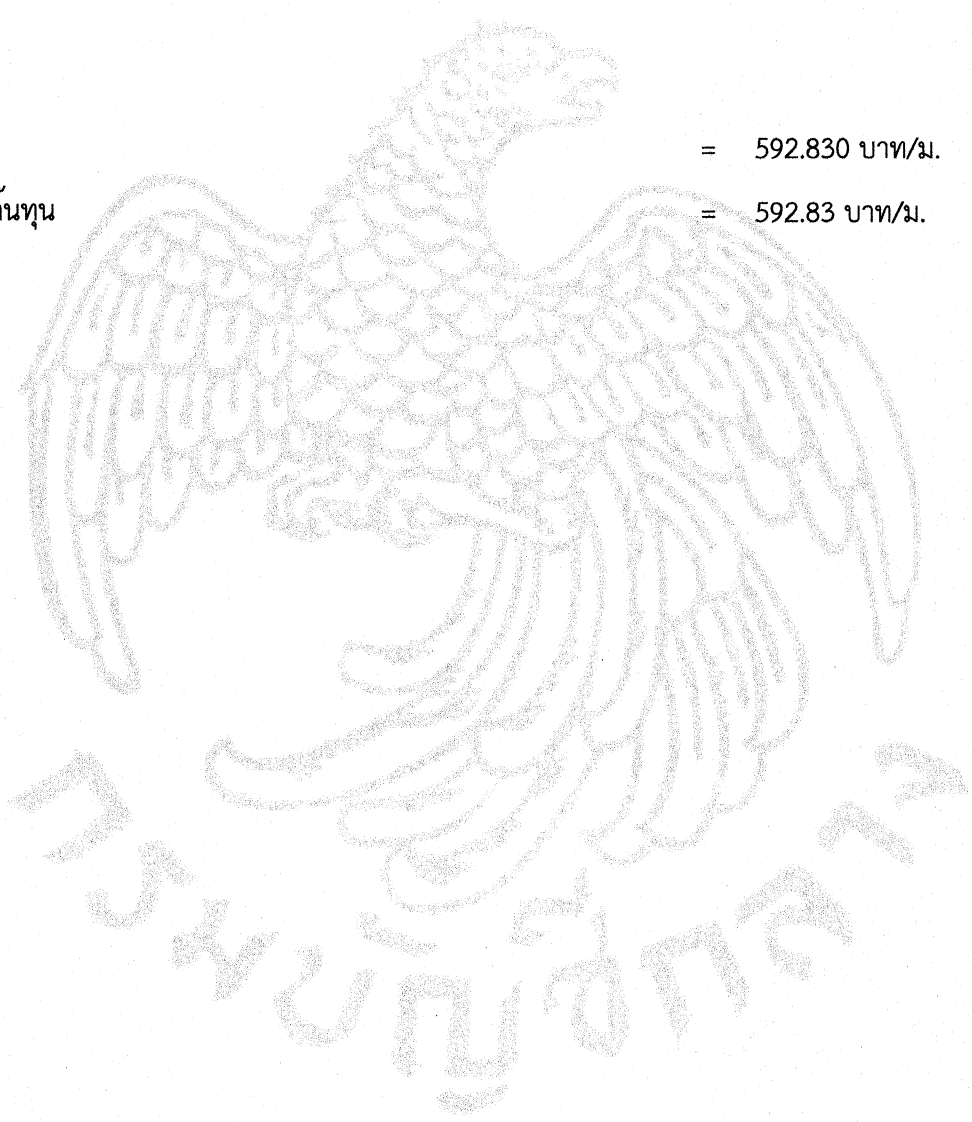 = 592.830 บาท/ม.
นทุน = 592.83 บาท/ม.
กรมบัญชีกลาง